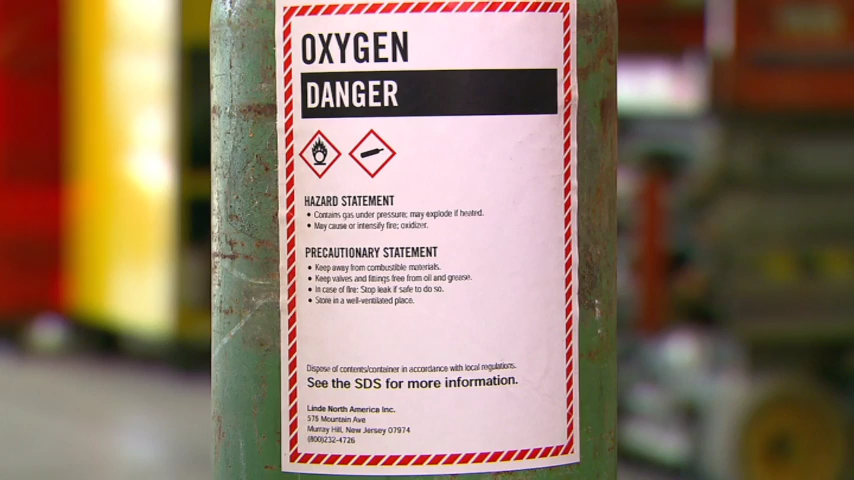 OXYGEN
DANGER
HAZARD STATEMENT
• Contains gas under pressure; may explode if heated.
• May cause or intensify fire; oxidizer.
PRECAUTIONARY STATEMENT
• Keep away from combustible materials.
• Keep valves and fittings free from oil and grease.
• In case of fire: Stop leak if safe to do so.
• Store in a well-ventilated place.
Dispose of contents/container in accordance with local regulations.
See the SDS for more information.
Linde North America Inc.
575 Mountain Ave
Murray Hill, New Jersey 07974
(800)232-4726